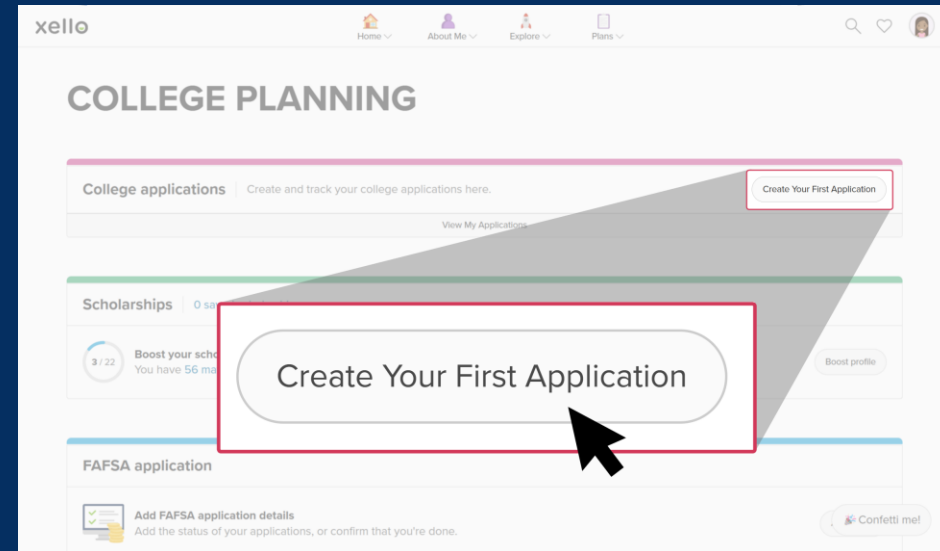 xello
Home
About Me
Explore
Plans
COLLEGE PLANNING
College applications
Create and track your college applications here.
Create Your First Application
View My Applications
Scholarships
0
3 / 22
Boost your
You have 56
Boost profile
Create Your First Application
FAFSA application
Add FAFSA application details
Add the status of your applications, or confirm that you're done.
Confetti me!